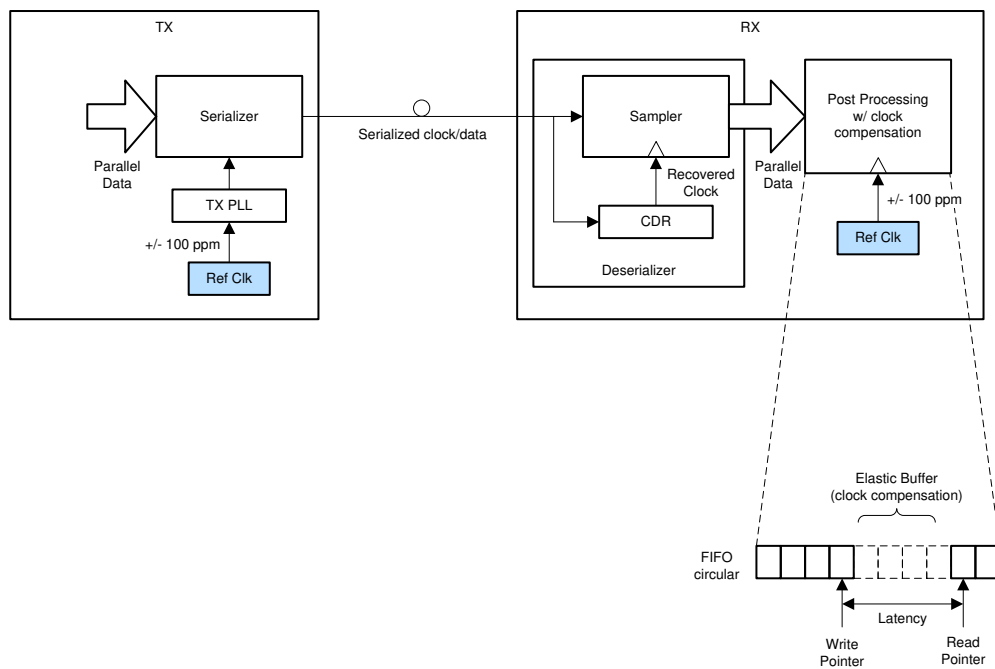 TX
RX
Serializer
Parallel
Data
TX PLL
+/- 100 ppm
Ref Clk
Serialized clock/data
Sampler
Recovered
Clock
CDR
Deserializer
Parallel
Data
Post Processing
w/ clock
compensation
+/- 100 ppm
Ref Clk
Elastic Buffer
(clock compensation)
FIFO
circular
Latency
Write
Pointer
Read
Pointer